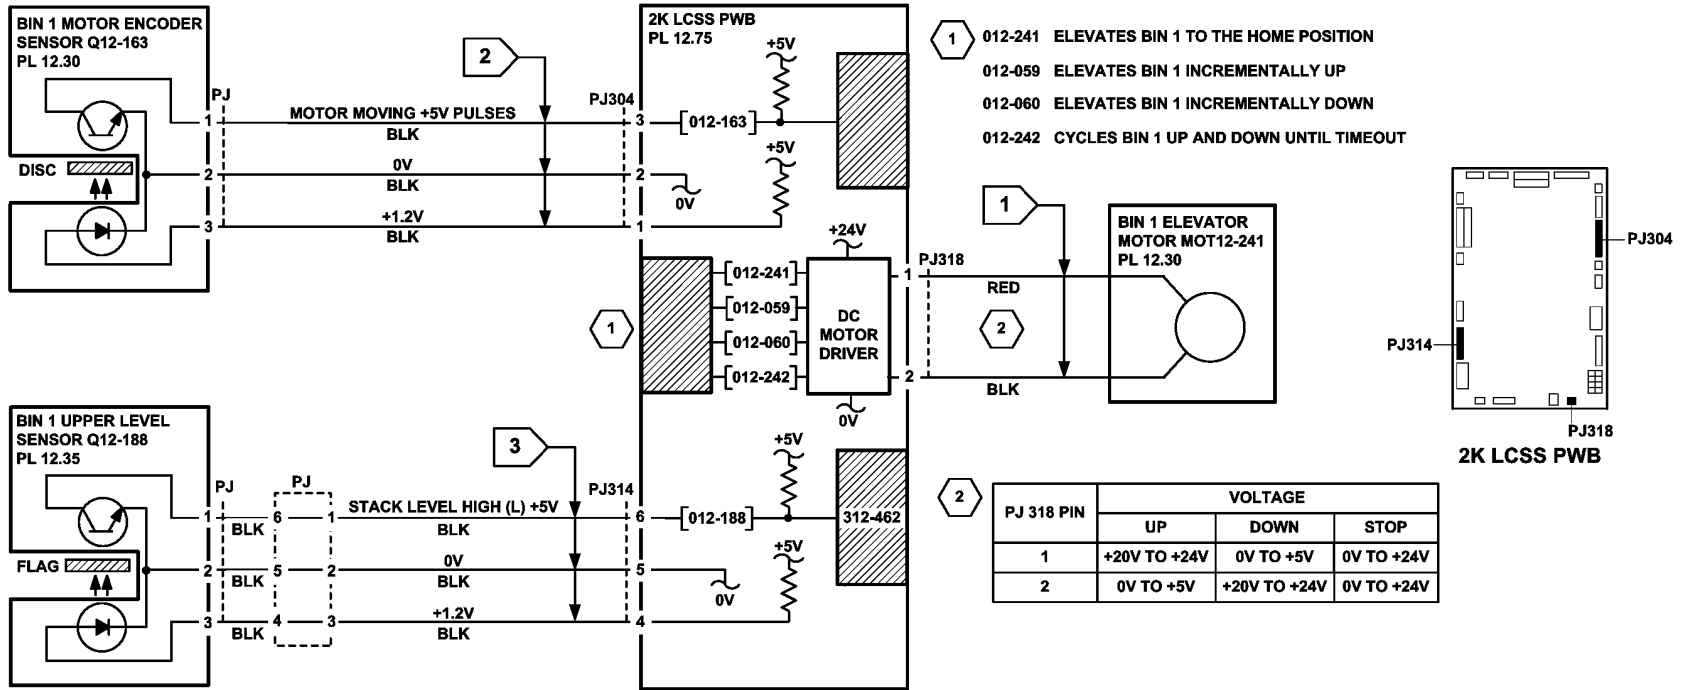 BIN 1 MOTOR ENCODER
SENSOR Q12-163
PL 12.30
DISC
PJ
1
2
3
MOTOR MOVING +5V PULSES
BLK
0V
BLK
+1.2V
BLK
2
PJ304
3
2
1
2K LCSS PWB
PL 12.75
+5V
[012-163]
+5V
0V
1
012-241 ELEVATES BIN 1 TO THE HOME POSITION
012-059 ELEVATES BIN 1 INCREMENTALLY UP
012-060 ELEVATES BIN 1 INCREMENTALLY DOWN
012-242 CYCLES BIN 1 UP AND DOWN UNTIL TIMEOUT
1
[012-241]
[012-059]
[012-060]
[012-242]
+24V
DC
MOTOR
DRIVER
0V
1
2
PJ318
RED
2
BLK
1
BIN 1 ELEVATOR
MOTOR MOT12-241
PL 12.30
PJ304
PJ314
PJ318
2K LCSS PWB
BIN 1 UPPER LEVEL
SENSOR Q12-188
PL 12.35
FLAG
PJ
1
2
3
BLK
BLK
BLK
PJ
6 1
5 2
4 3
STACK LEVEL HIGH (L) +5V
BLK
0V
BLK
+1.2V
BLK
3
PJ314
6
5
4
+5V
[012-188]
312-462
+5V
0V
2
PJ 318 PIN VOLTAGE
UP DOWN STOP
1 +20V TO +24V 0V TO +5V 0V TO +24V
2 0V TO +5V +20V TO +24V 0V TO +24V